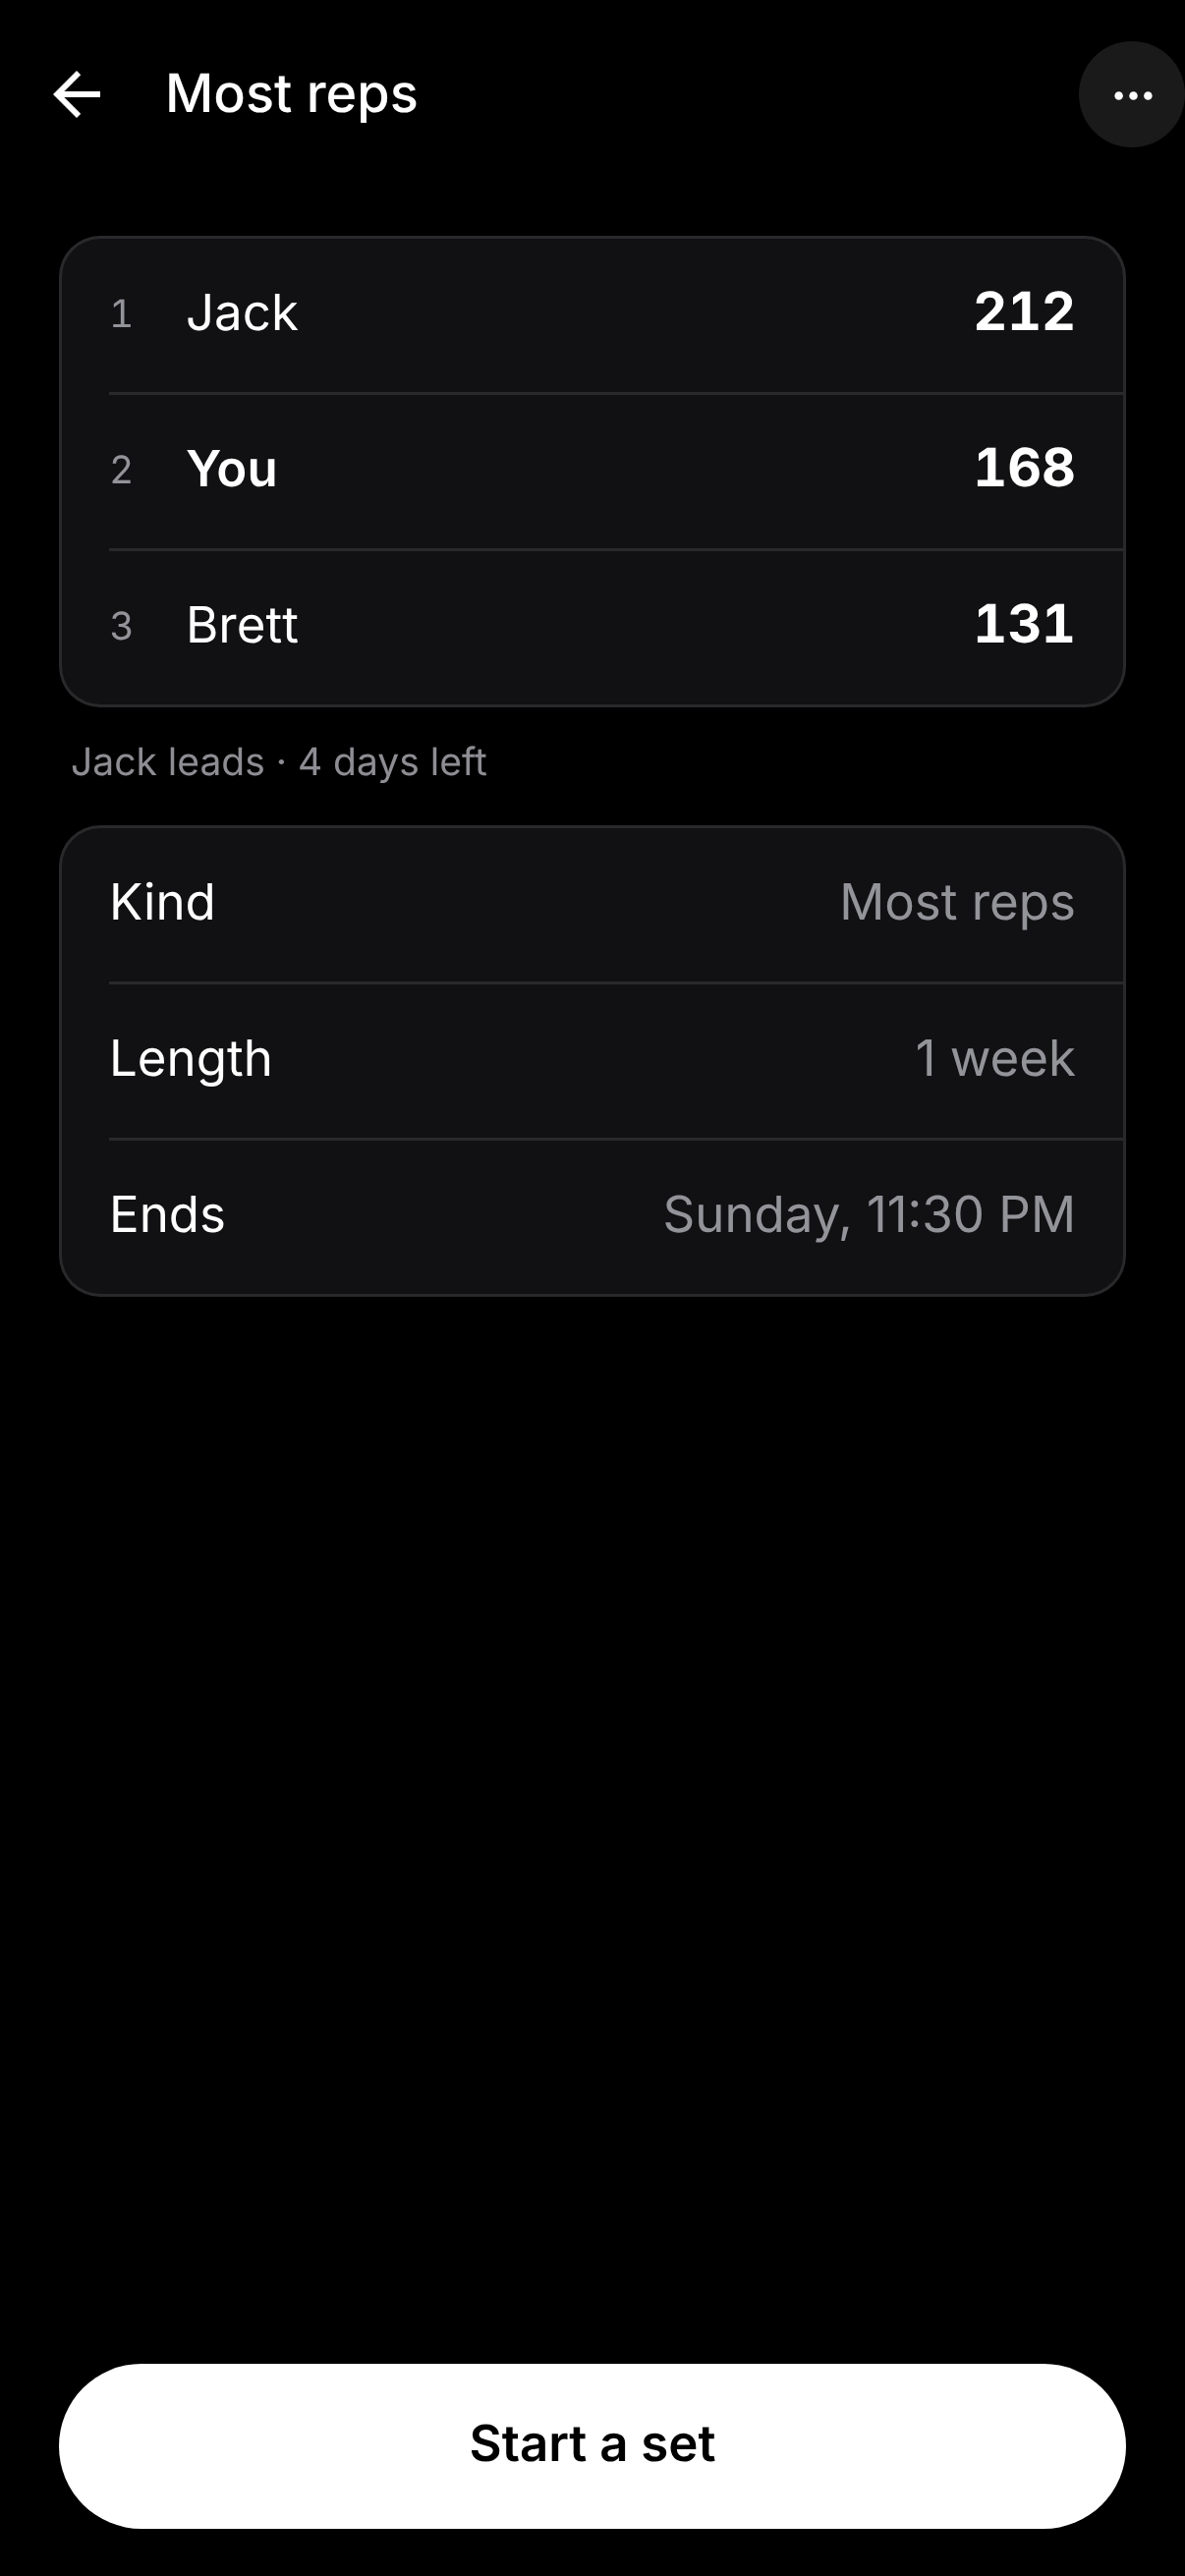 Most reps
1 Jack 212
2 You 168
3 Brett 131
Jack leads · 4 days left
Kind Most reps
Length 1 week
Ends Sunday, 11:30 PM
Start a set